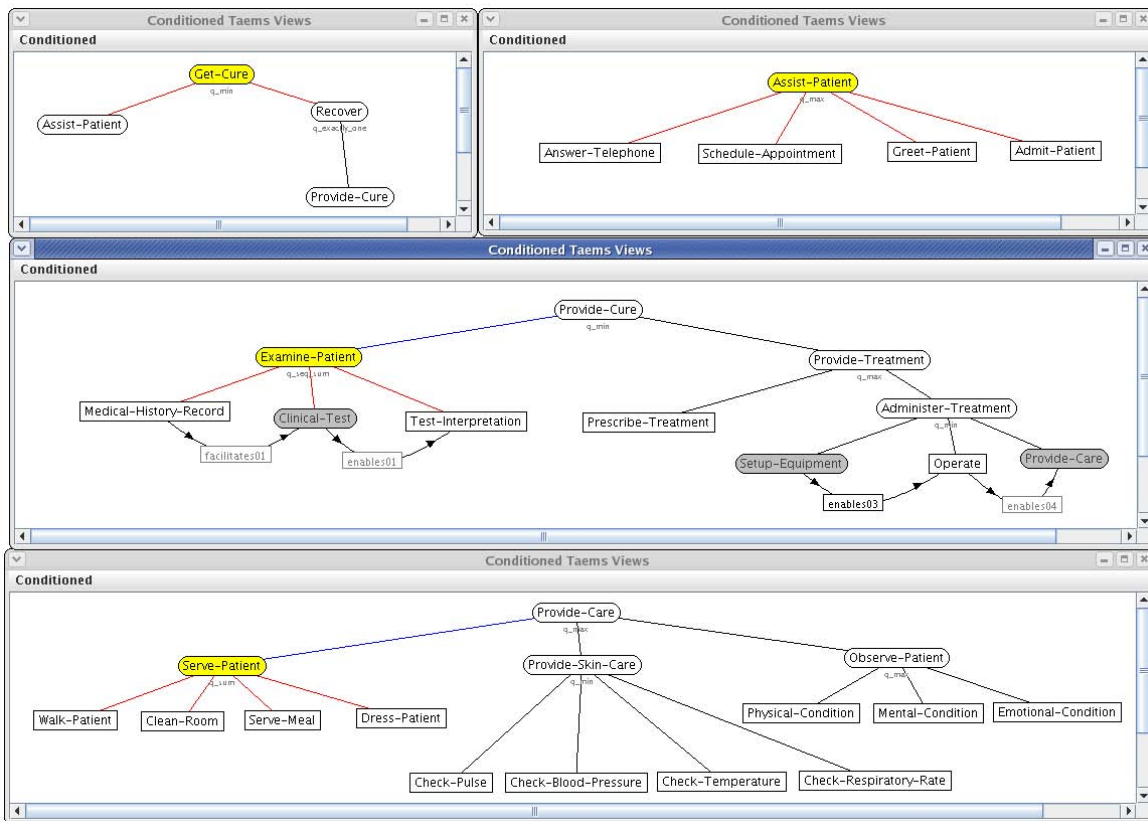 Conditioned Taems Views
Conditioned
Get-Cure
q_min
Assist-Patient
Recover
q_exactly_one
Provide-Cure
Conditioned Taems Views
Conditioned
Assist-Patient
q_max
Answer-Telephone
Schedule-Appointment
Greet-Patient
Admit-Patient
Conditioned Taems Views
Conditioned
Provide-Cure
q_min
Examine-Patient
q_seq_sum
Provide-Treatment
q_max
Medical-History-Record
Clinical-Test
Test-Interpretation
Prescribe-Treatment
Administer-Treatment
q_min
facilitates01
enables01
Setup-Equipment
Operate
Provide-Care
enables03
enables04
Conditioned Taems Views
Conditioned
Provide-Care
q_max
Serve-Patient
q_sum
Provide-Skin-Care
q_min
Observe-Patient
q_max
Walk-Patient
Clean-Room
Serve-Meal
Dress-Patient
Physical-Condition
Mental-Condition
Emotional-Condition
Check-Pulse
Check-Blood-Pressure
Check-Temperature
Check-Respiratory-Rate